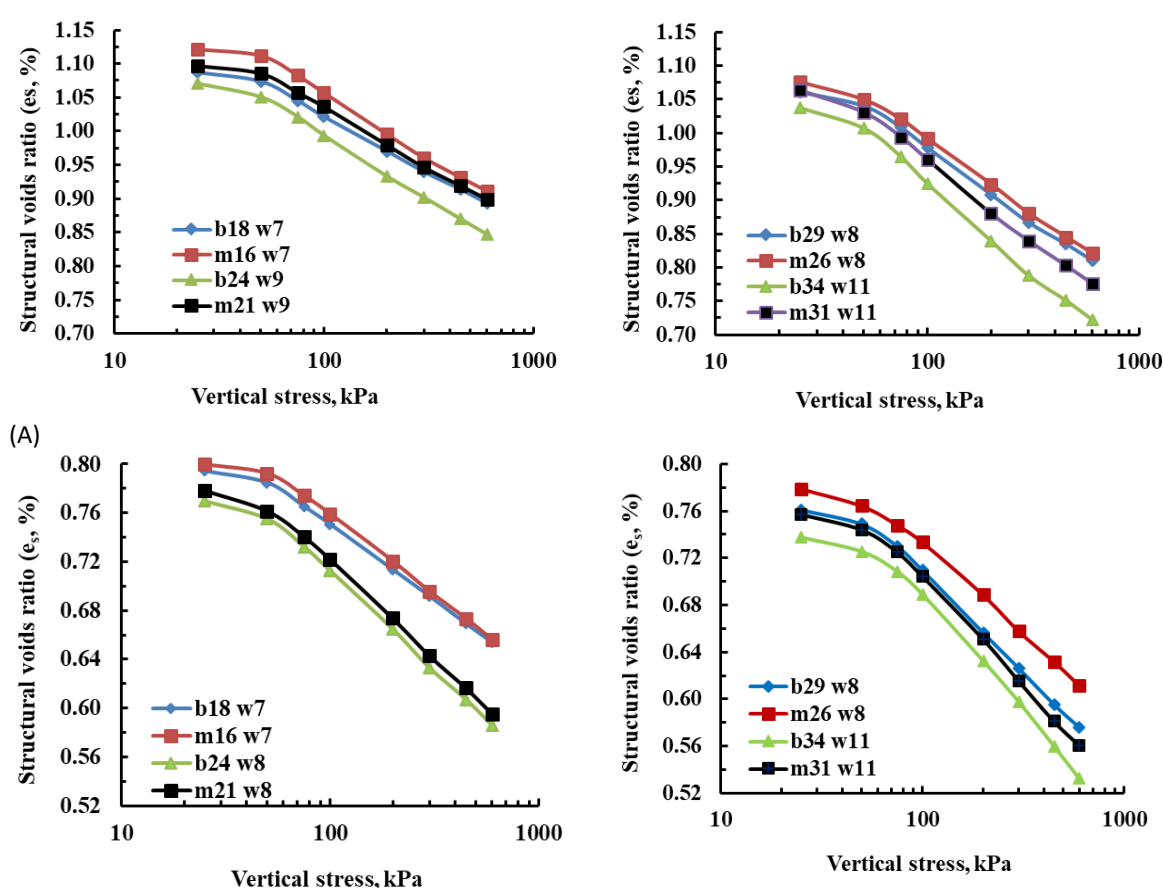 Structural voids ratio (es, %)
1.15
1.10
1.05
1.00
0.95
0.90
0.85
0.80
0.75
0.70
b18 w7
m16 w7
b24 w9
m21 w9
10 100 1000
Vertical stress, kPa
Structural voids ratio (es, %)
1.15
1.10
1.05
1.00
0.95
0.90
0.85
0.80
0.75
0.70
b29 w8
m26 w8
b34 w11
m31 w11
10 100 1000
Vertical stress, kPa
(A)
Structural voids ratio (es, %)
0.80
0.76
0.72
0.68
0.64
0.60
0.56
0.52
b18 w7
m16 w7
b24 w8
m21 w8
10 100 1000
Vertical stress, kPa
Structural voids ratio (es, %)
0.80
0.76
0.72
0.68
0.64
0.60
0.56
0.52
b29 w8
m26 w8
b34 w11
m31 w11
10 100 1000
Vertical stress, kPa